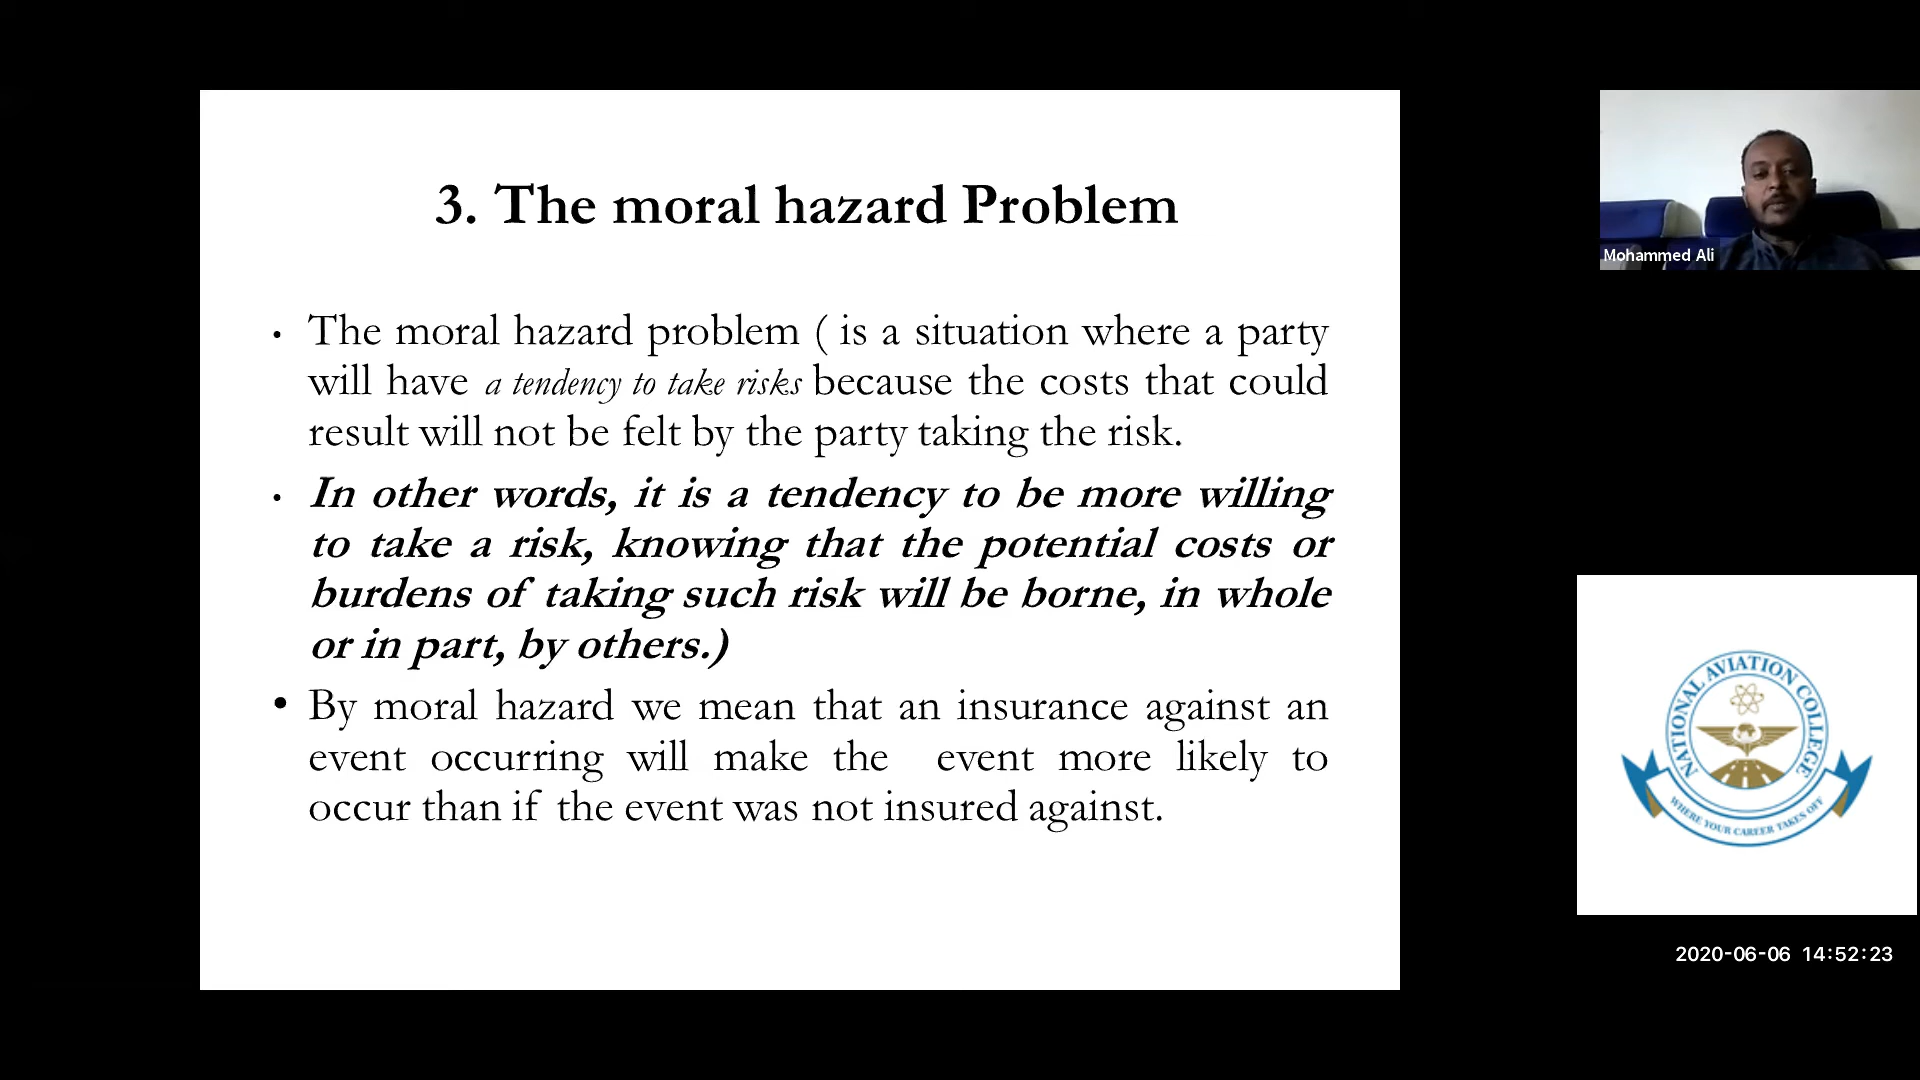 3. The moral hazard Problem
• The moral hazard problem ( is a situation where a party
will have a tendency to take risks because the costs that could
result will not be felt by the party taking the risk.
• In other words, it is a tendency to be more willing
to take a risk, knowing that the potential costs or
burdens of taking such risk will be borne, in whole
or in part, by others.)
• By moral hazard we mean that an insurance against an
event occurring will make the event more likely to
occur than if the event was not insured against.
Mohammed Ali
NATIONAL AVIATION COLLEGE
WHERE YOUR CAREER TAKES OFF
2020-06-06 14:52:23